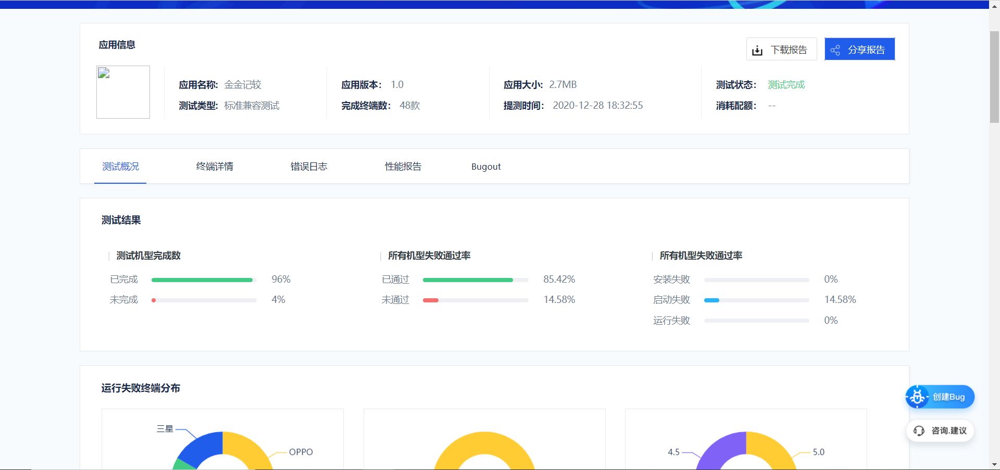 应用信息
下载报告 分享报告
应用名称: 金金记较 应用版本: 1.0 应用大小: 2.7MB 测试状态: 测试完成
测试类型: 标准兼容测试 完成终端数: 48款 提测时间: 2020-12-28 18:32:55 消耗配额: --
测试概况 终端详情 错误日志 性能报告 Bugout
测试结果
测试机型完成数 所有机型失败通过率 所有机型失败通过率
已完成 96% 已通过 85.42% 安装失败 0%
未完成 4% 未通过 14.58% 启动失败 14.58%
运行失败 0%
运行失败终端分布
创建Bug
三星
咨询.建议
OPPO 4.5 5.0